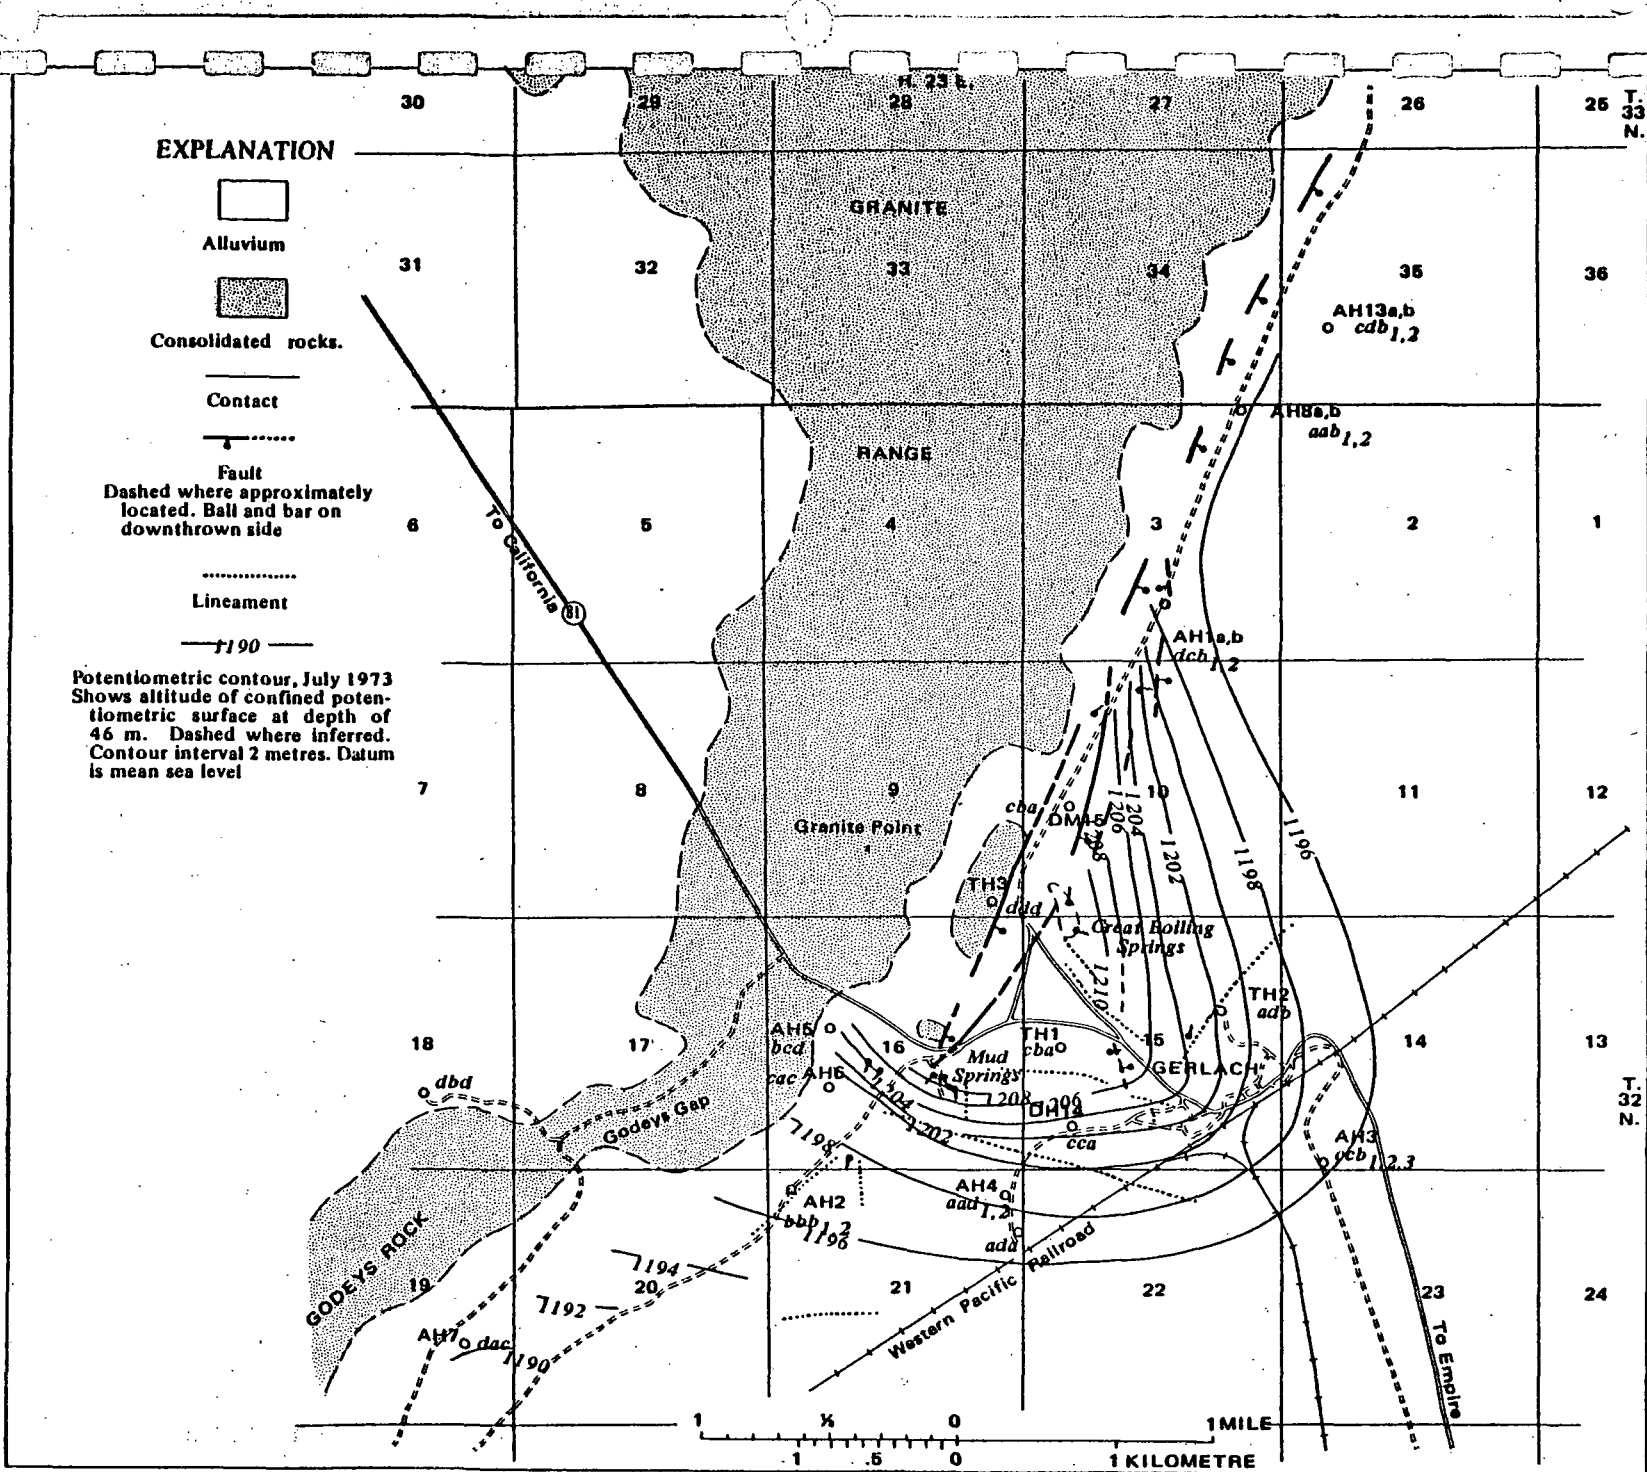 R. 23 E.
30 29 28 27 26 25
T.
33
N.
EXPLANATION
Alluvium
Consolidated rocks.
Contact
Fault
Dashed where approximately
located. Ball and bar on
downthrown side
Lineament
1190
Potentiometric contour, July 1973
Shows altitude of confined poten-
tiometric surface at depth of
46 m. Dashed where inferred.
Contour interval 2 metres. Datum
is mean sea level
GRANITE
31 32 33 34 35 36
AH13a,b
cdb1,2
AH8a,b
aab1,2
RANGE
6 5 4 3 2 1
To California
81
AH1a,b
dcb1,2
7 8 9 10 11 12
Granite Point
cba
DM15
1208
1206
1204
1202
1198
1196
TH3
ddd
Great Boiling
Springs
1210
TH2
adb
18 17 16 15 14 13
AH5
bcd
TH1
cba
Mud
Springs
GERLACH
cac AH6
dbd
1204
1208 1206
DH14
cca
1202
1198
Godeys Gap
T.
32
N.
AH3
ccb 1,2,3
AH4
aad1,2
ada
AH2
bbb1,2
1196
1194
1192
1190
19 20 21 22 23 24
GODEYS ROCK
AH7 dac
Western Pacific Railroad
To Empire
1 ½ 0 1 MILE
1 .5 0 1 KILOMETRE